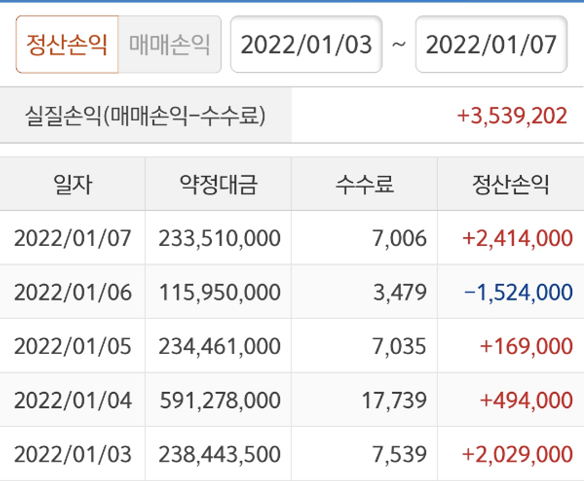 정산손익 매매손익 2022/01/03 ~ 2022/01/07
실질손익(매매손익-수수료) +3,539,202
일자 약정대금 수수료 정산손익
2022/01/07 233,510,000 7,006 +2,414,000
2022/01/06 115,950,000 3,479 -1,524,000
2022/01/05 234,461,000 7,035 +169,000
2022/01/04 591,278,000 17,739 +494,000
2022/01/03 238,443,500 7,539 +2,029,000